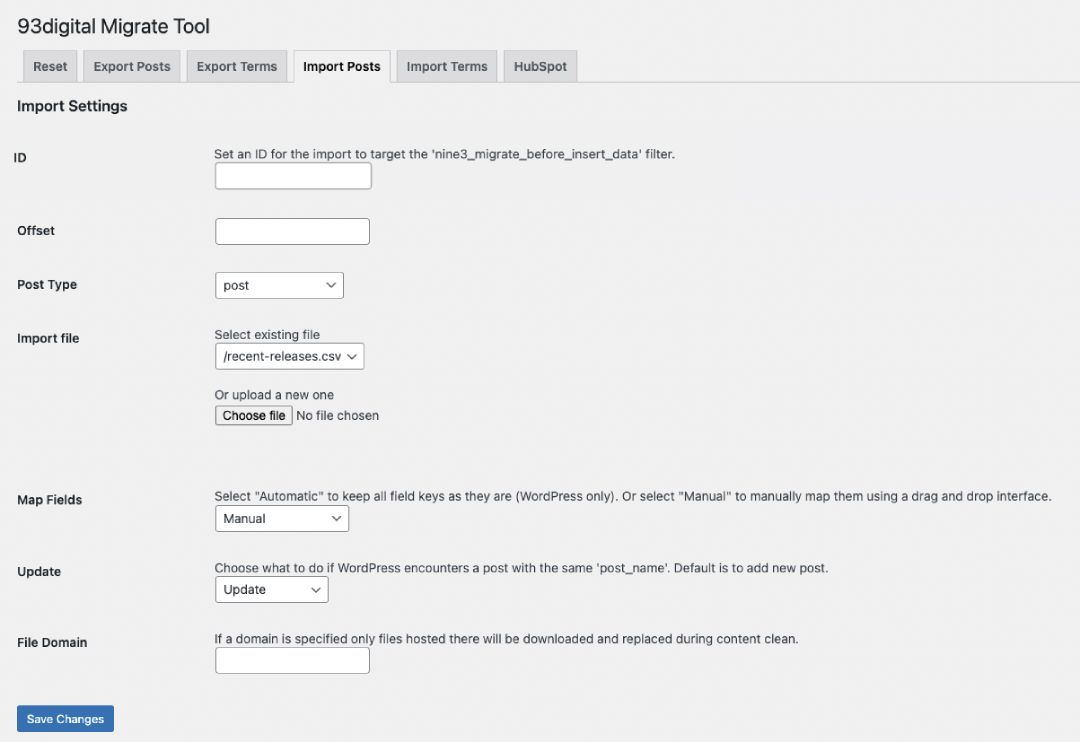 93digital Migrate Tool
Reset Export Posts Export Terms Import Posts Import Terms HubSpot
Import Settings
ID
Set an ID for the import to target the 'nine3_migrate_before_insert_data' filter.
Offset
Post Type
post
Import file
Select existing file
/recent-releases.csv
Or upload a new one
Choose file No file chosen
Map Fields
Select "Automatic" to keep all field keys as they are (WordPress only). Or select "Manual" to manually map them using a drag and drop interface.
Manual
Update
Choose what to do if WordPress encounters a post with the same 'post_name'. Default is to add new post.
Update
File Domain
If a domain is specified only files hosted there will be downloaded and replaced during content clean.
Save Changes